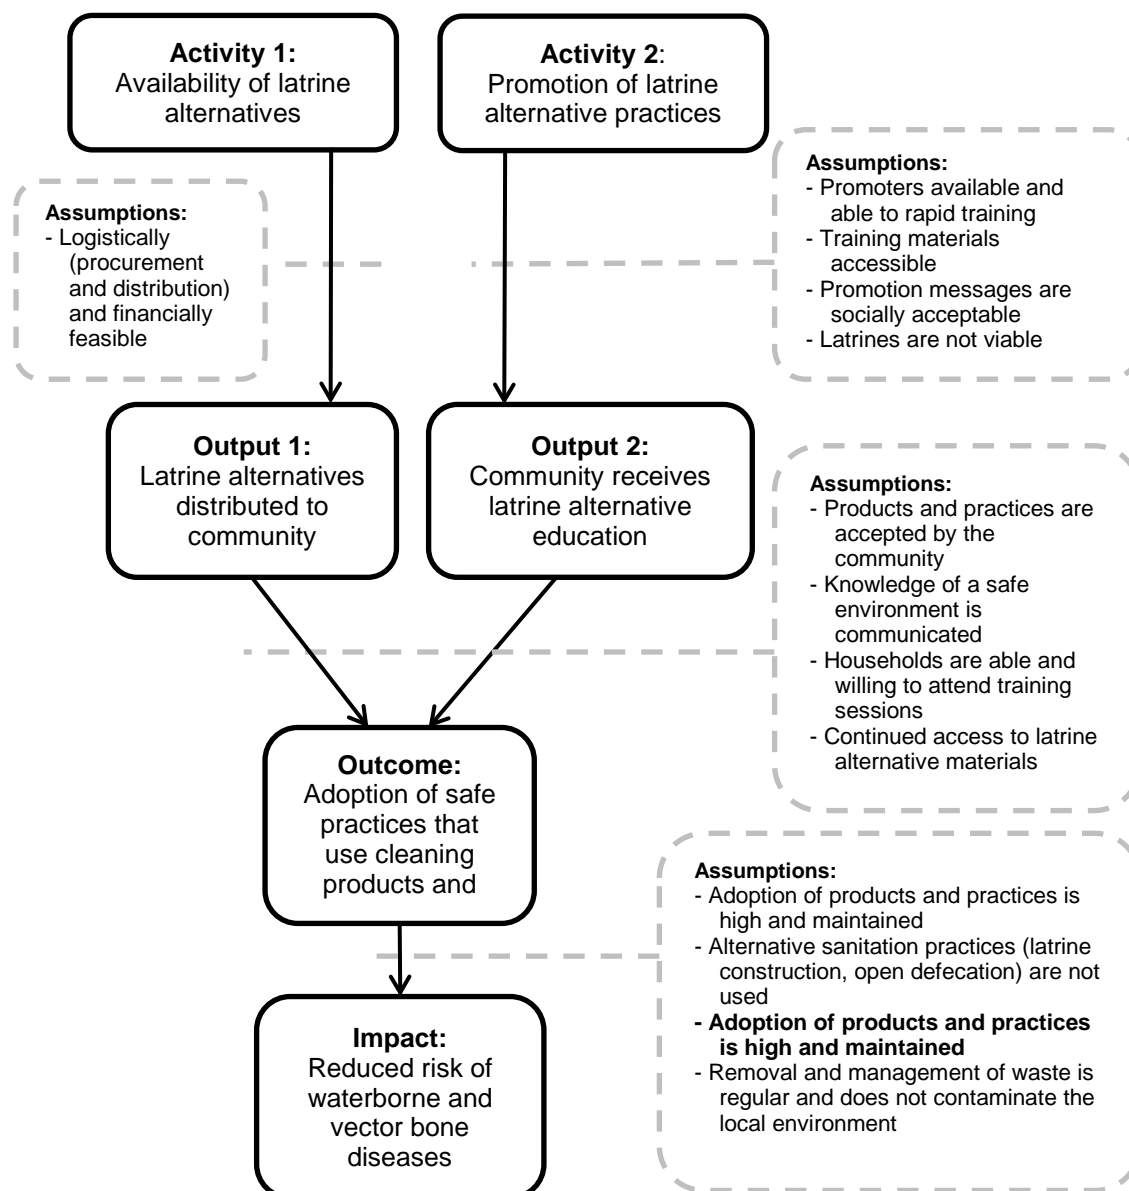 Activity 1:
Availability of latrine
alternatives
Activity 2:
Promotion of latrine
alternative practices
Assumptions:
- Logistically
(procurement
and distribution)
and financially
feasible
Assumptions:
- Promoters available and
able to rapid training
- Training materials
accessible
- Promotion messages are
socially acceptable
- Latrines are not viable
Output 1:
Latrine alternatives
distributed to
community
Output 2:
Community receives
latrine alternative
education
Assumptions:
- Products and practices are
accepted by the
community
- Knowledge of a safe
environment is
communicated
- Households are able and
willing to attend training
sessions
- Continued access to latrine
alternative materials
Outcome:
Adoption of safe
practices that
use cleaning
products and
Assumptions:
- Adoption of products and practices is
high and maintained
- Alternative sanitation practices (latrine
construction, open defecation) are not
used
- Adoption of products and practices
is high and maintained
- Removal and management of waste is
regular and does not contaminate the
local environment
Impact:
Reduced risk of
waterborne and
vector bone
diseases